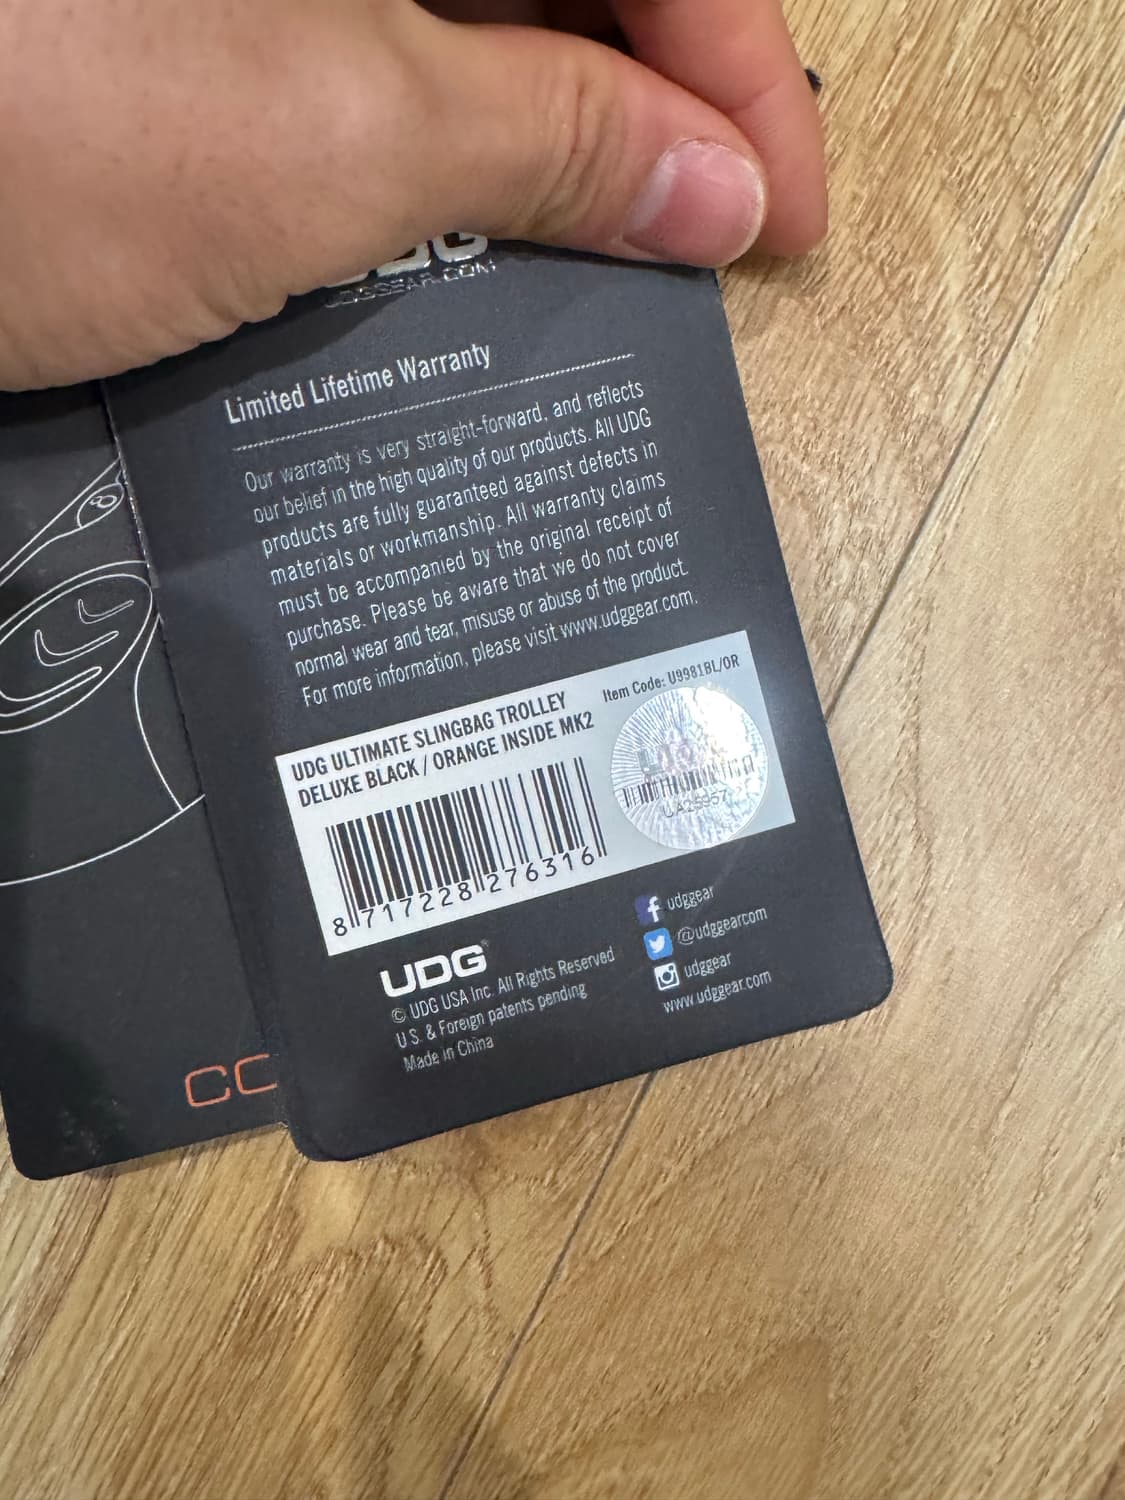 UDGGEAR.COM
Limited Lifetime Warranty
Our warranty is very straight-forward, and reflects
our belief in the high quality of our products. All UDG
products are fully guaranteed against defects in
materials or workmanship. All warranty claims
must be accompanied by the original receipt of
purchase. Please be aware that we do not cover
normal wear and tear, misuse or abuse of the product.
For more information, please visit www.udggear.com.
Item Code: U9981BL/OR
UDG ULTIMATE SLINGBAG TROLLEY
DELUXE BLACK / ORANGE INSIDE MK2
8 717228 276316
UDG
© UDG USA Inc. All Rights Reserved
U.S. & Foreign patents pending
Made in China
udggear
@udggearcom
udggear
www.udggear.com